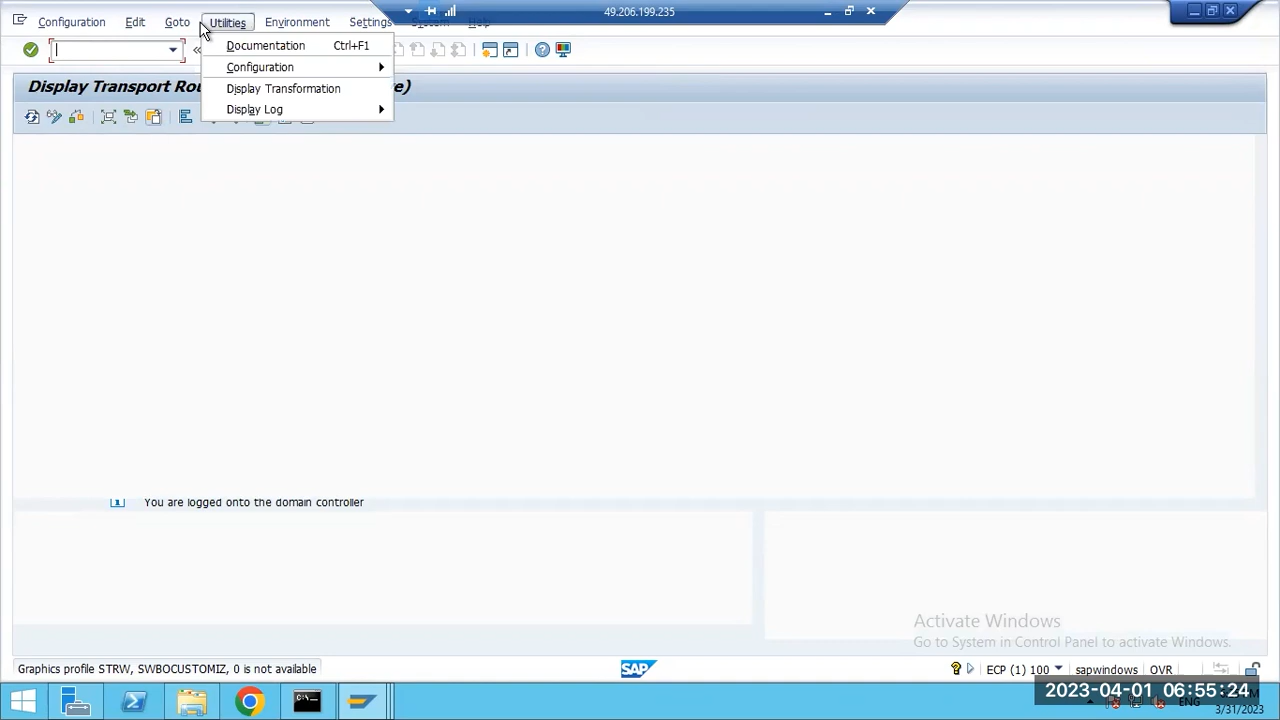 49.206.199.235
Configuration Edit Goto Utilities Environment Settings System Help
Documentation Ctrl+F1
Configuration
Display Transformation
Display Log
Display Transport Rou
e)
You are logged onto the domain controller
Activate Windows
Go to System in Control Panel to activate Windows.
Graphics profile STRW, SWBOCUSTOMIZ, 0 is not available
SAP
ECP (1) 100 sapwindows OVR
2023-04-01 06:55:24
ENG
3/31/2023